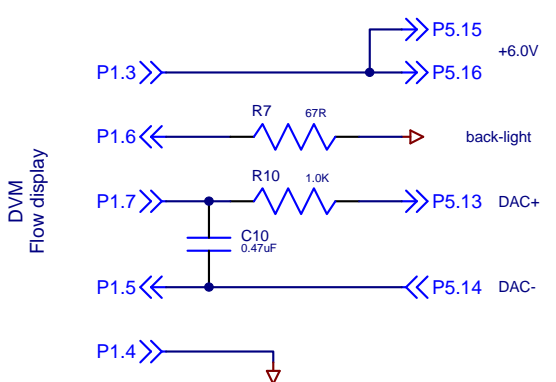 P5.15
+6.0V
P1.3
P5.16
R7 67R
P1.6
back-light
DVM
Flow display
R10 1.0K
P1.7
P5.13 DAC+
C10
0.47uF
P1.5
P5.14 DAC-
P1.4